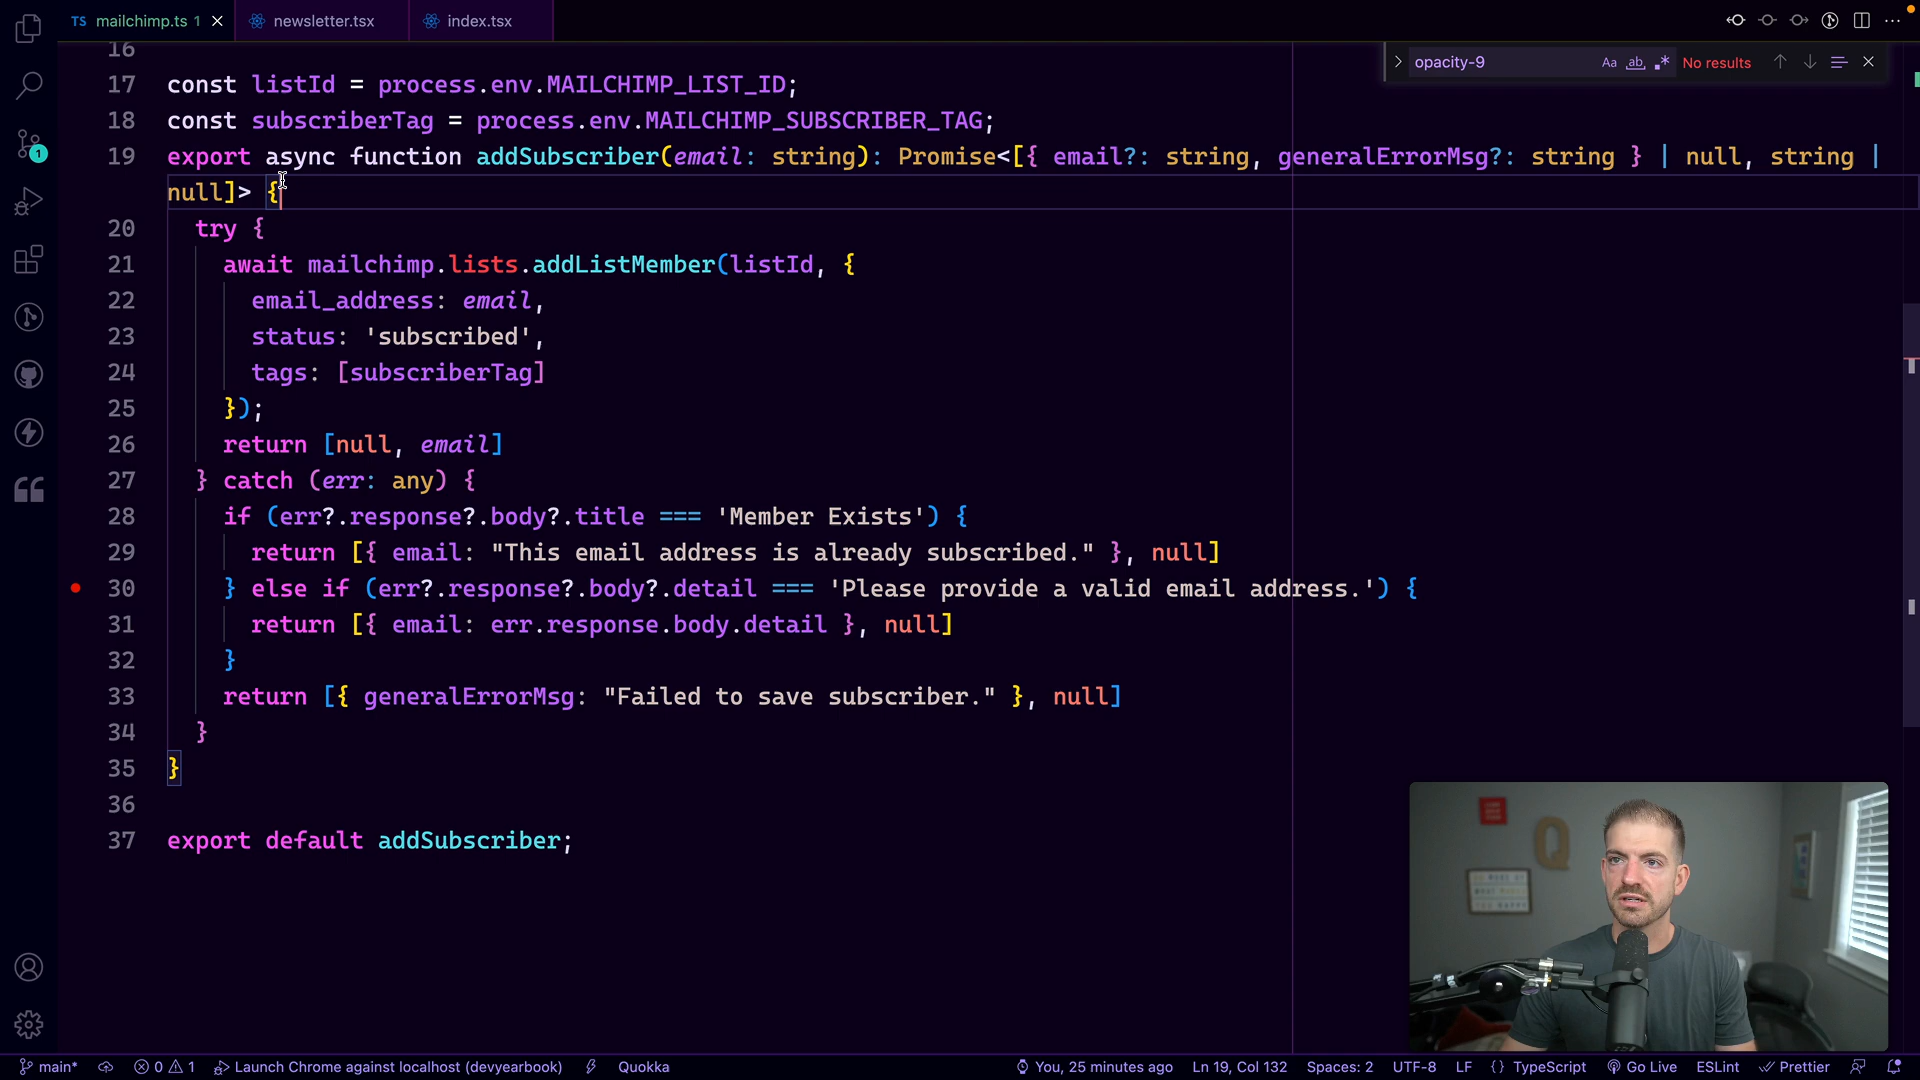 TS mailchimp.ts 1
newsletter.tsx
index.tsx
opacity-9
Aa ab No results
16
17 const listId = process.env.MAILCHIMP_LIST_ID;
18 const subscriberTag = process.env.MAILCHIMP_SUBSCRIBER_TAG;
19 export async function addSubscriber(email: string): Promise<[{ email?: string, generalErrorMsg?: string } | null, string |
null]> {
20 try {
21 await mailchimp.lists.addListMember(listId, {
22 email_address: email,
23 status: 'subscribed',
24 tags: [subscriberTag]
25 });
26 return [null, email]
27 } catch (err: any) {
28 if (err?.response?.body?.title === 'Member Exists') {
29 return [{ email: "This email address is already subscribed." }, null]
30 } else if (err?.response?.body?.detail === 'Please provide a valid email address.') {
31 return [{ email: err.response.body.detail }, null]
32 }
33 return [{ generalErrorMsg: "Failed to save subscriber." }, null]
34 }
35 }
36
37 export default addSubscriber;
1
main* 0 1 Launch Chrome against localhost (devyearbook) Quokka You, 25 minutes ago Ln 19, Col 132 Spaces: 2 UTF-8 LF {} TypeScript Go Live ESLint Prettier